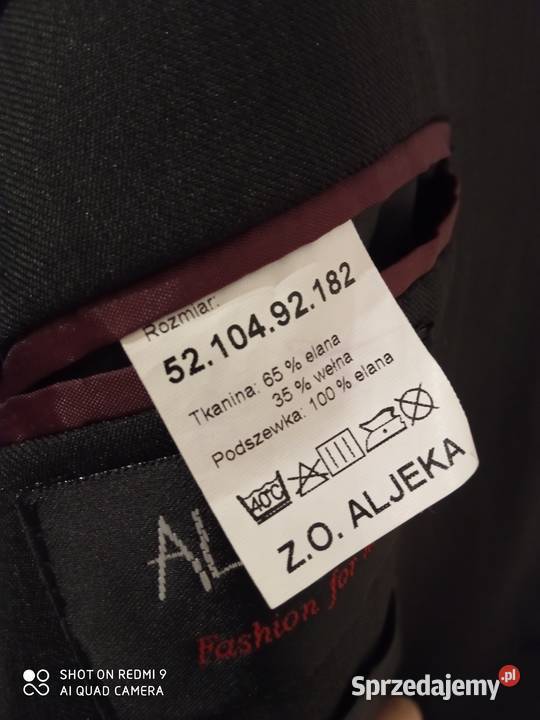 Rozmiar:
52.104.92.182
Tkanina: 65 % elana
35 % wełna
Podszewka: 100 % elana
40°C
Z.O. ALJEKA
AL
Fashion for
SHOT ON REDMI 9
AI QUAD CAMERA
Sprzedajemy.pl